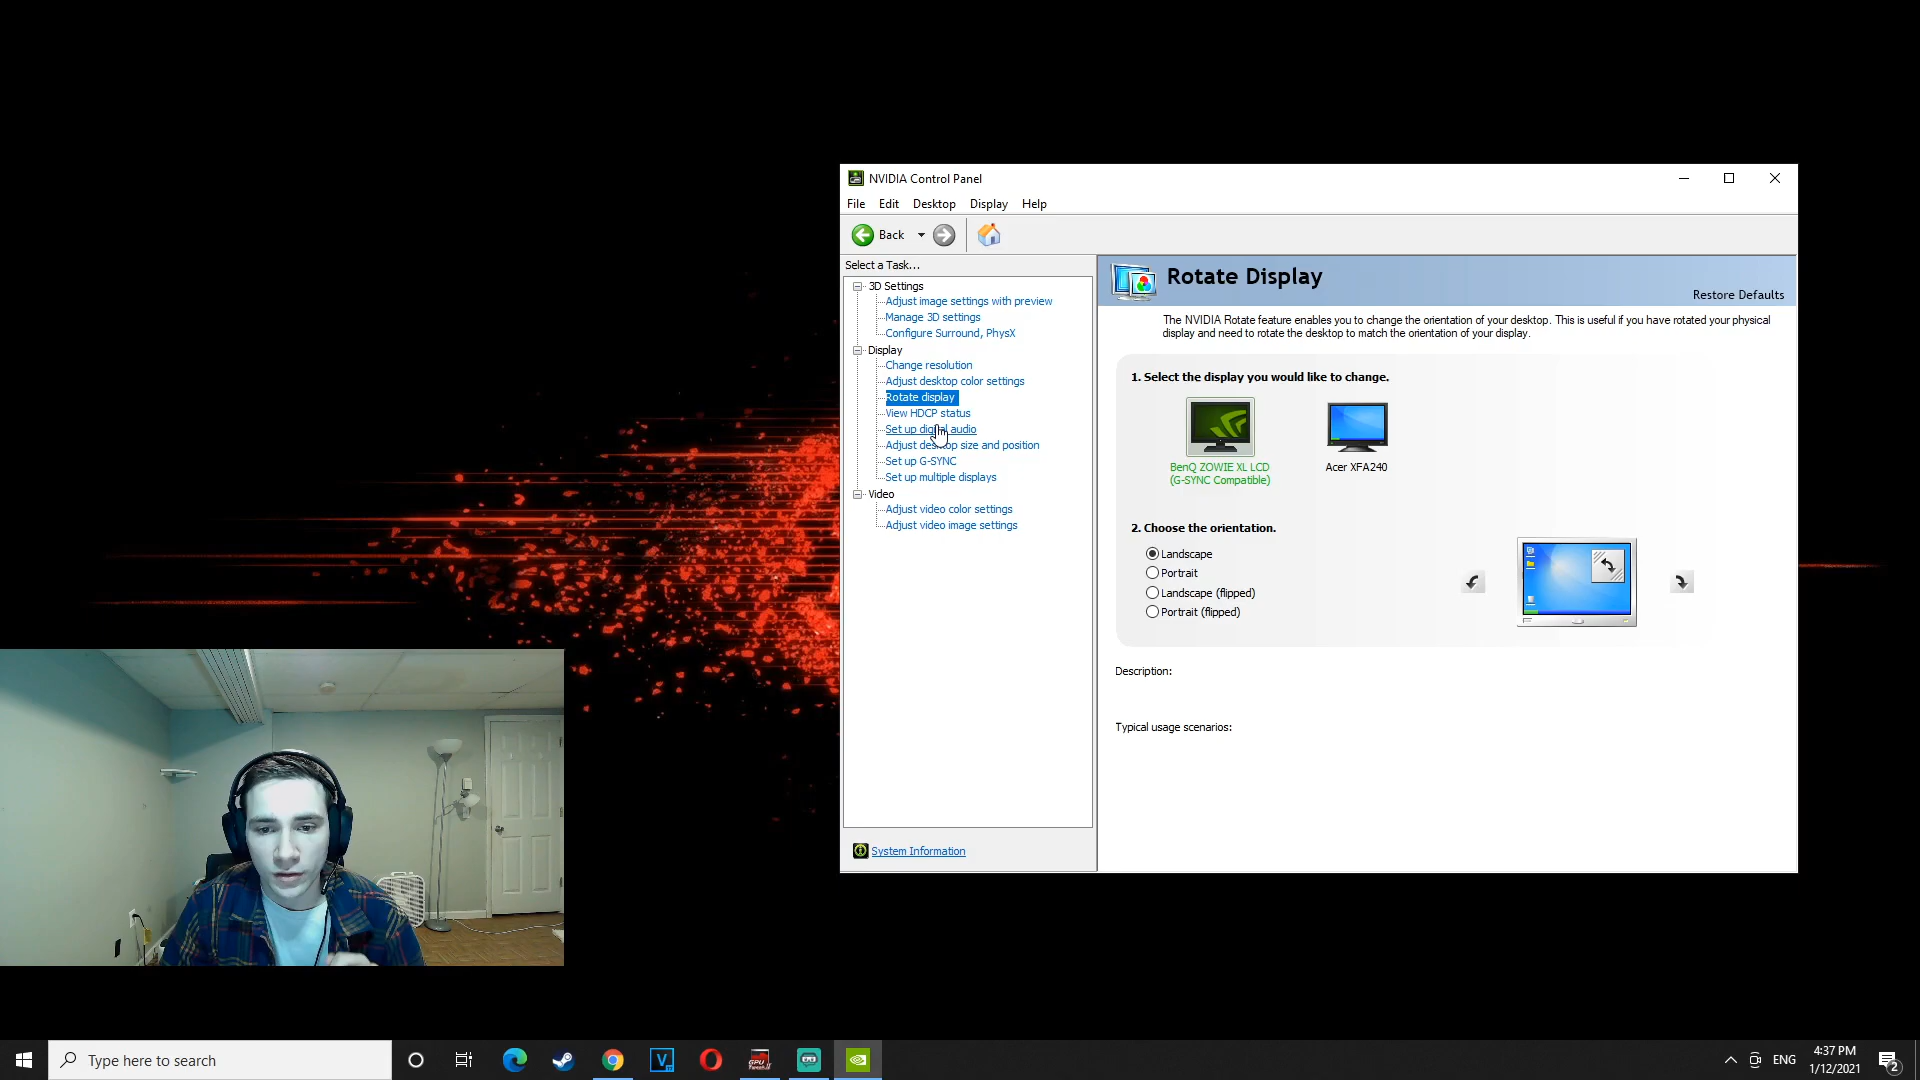 NVIDIA Control Panel
File Edit Desktop Display Help
Back
Select a Task...
3D Settings
Adjust image settings with preview
Manage 3D settings
Configure Surround, PhysX
Display
Change resolution
Adjust desktop color settings
Rotate display
View HDCP status
Set up digital audio
Adjust desktop size and position
Set up G-SYNC
Set up multiple displays
Video
Adjust video color settings
Adjust video image settings
System Information
Rotate Display
Restore Defaults
The NVIDIA Rotate feature enables you to change the orientation of your desktop. This is useful if you have rotated your physical
display and need to rotate the desktop to match the orientation of your display.
1. Select the display you would like to change.
BenQ ZOWIE XL LCD
(G-SYNC Compatible)
Acer XFA240
2. Choose the orientation.
Landscape
Portrait
Landscape (flipped)
Portrait (flipped)
Description:
Typical usage scenarios:
Type here to search
ENG
4:37 PM
1/12/2021
2